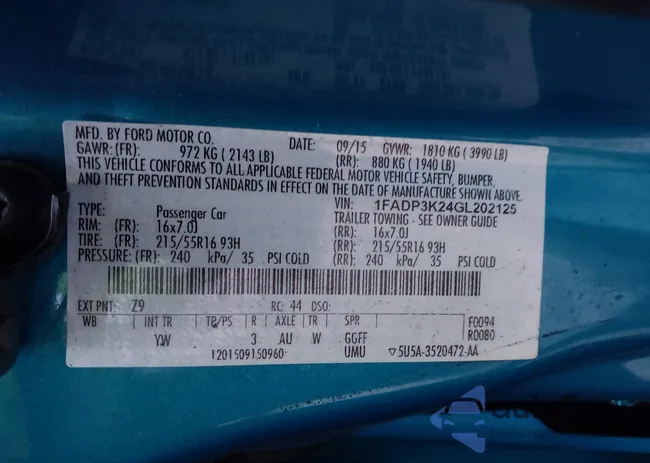 MFD. BY FORD MOTOR CO.
DATE: 09/15 GVWR: 1810 KG ( 3990 LB)
GAWR: (FR): 972 KG ( 2143 LB) (RR): 880 KG ( 1940 LB)
THIS VEHICLE CONFORMS TO ALL APPLICABLE FEDERAL MOTOR VEHICLE SAFETY, BUMPER,
AND THEFT PREVENTION STANDARDS IN EFFECT ON THE DATE OF MANUFACTURE SHOWN ABOVE.
VIN: 1FADP3K24GL202125
TYPE: Passenger Car TRAILER TOWING - SEE OWNER GUIDE
RIM: (FR) 16x7.0J (RR) 16x7.0J
TIRE: (FR) 215/55R16 93H (RR) 215/55R16 93H
PRESSURE: (FR) 240 kPa/ 35 PSI COLD (RR) 240 kPa/ 35 PSI COLD
EXT PNT: Z9 RC: 44 DSO:
WB INT TR TP/PS R AXLE TR SPR F0094
YW 3 AU W GGFF R0080
1201509150960 UMU ▽5U5A-3520472-AA